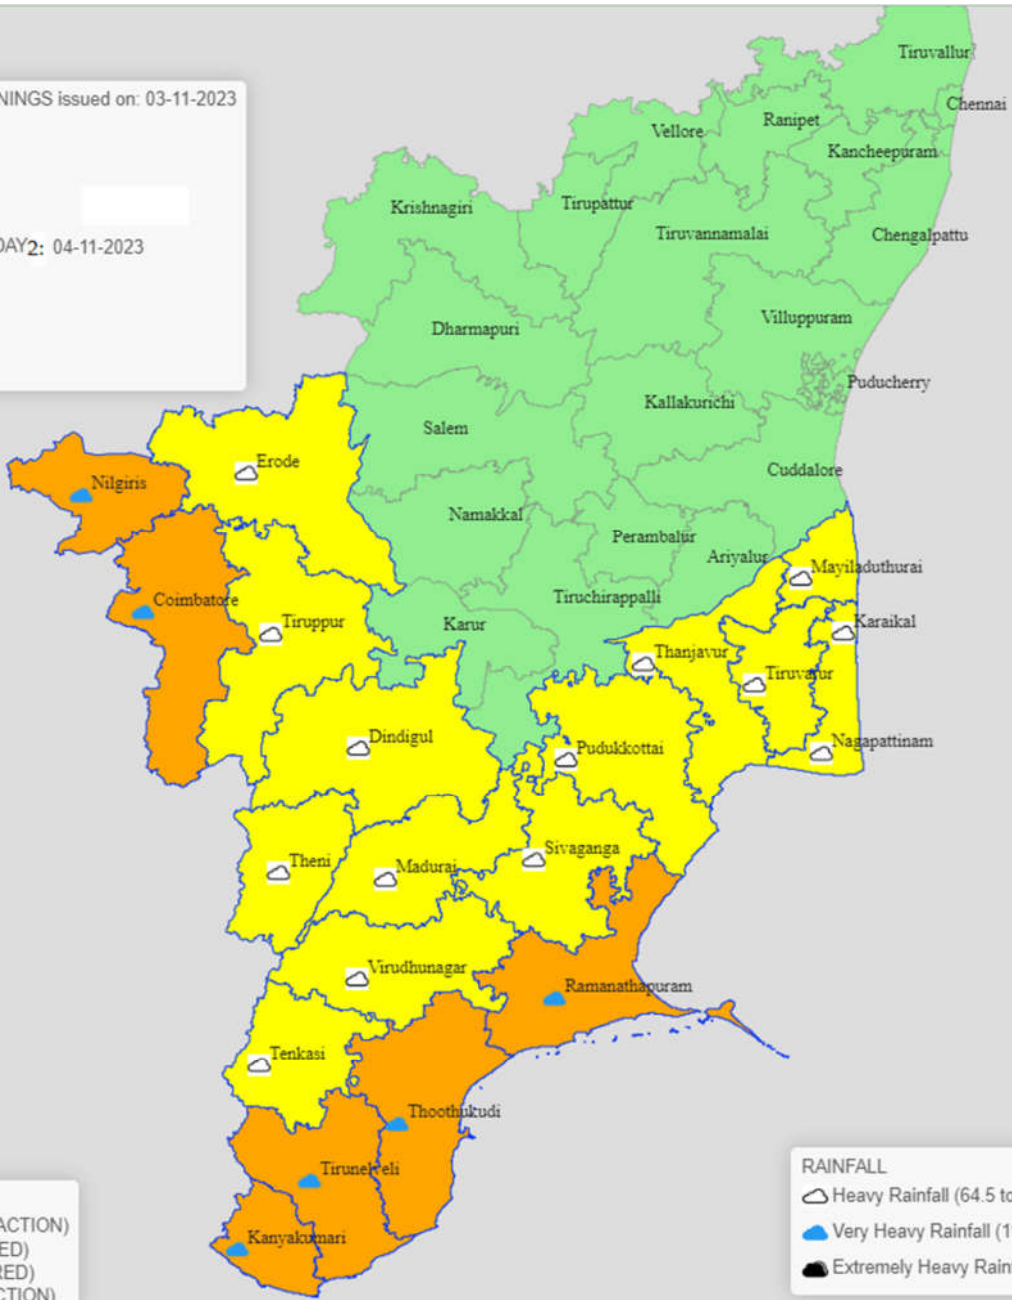 NINGS issued on: 03-11-2023
DAY2: 04-11-2023
Tiruvallur
Chennai
Ranipet
Vellore
Kancheepuram
Krishnagiri
Tirupattur
Tiruvannamalai
Chengalpattu
Villuppuram
Dharmapuri
Puducherry
Kallakurichi
Salem
Erode
Cuddalore
Nilgiris
Namakkal
Perambalur
Ariyalur
Mayiladuthurai
Coimbatore
Tiruchirappalli
Tiruppur
Karur
Karaikal
Thanjavur
Tiruvarur
Dindigul
Pudukkottai
Nagapattinam
Sivaganga
Theni
Madurai
Virudhunagar
Ramanathapuram
Tenkasi
Thoothukudi
Tirunelveli
Kanyakumari
ACTION)
ED)
RED)
CTION)
RAINFALL
Heavy Rainfall (64.5 to
Very Heavy Rainfall (1
Extremely Heavy Rain